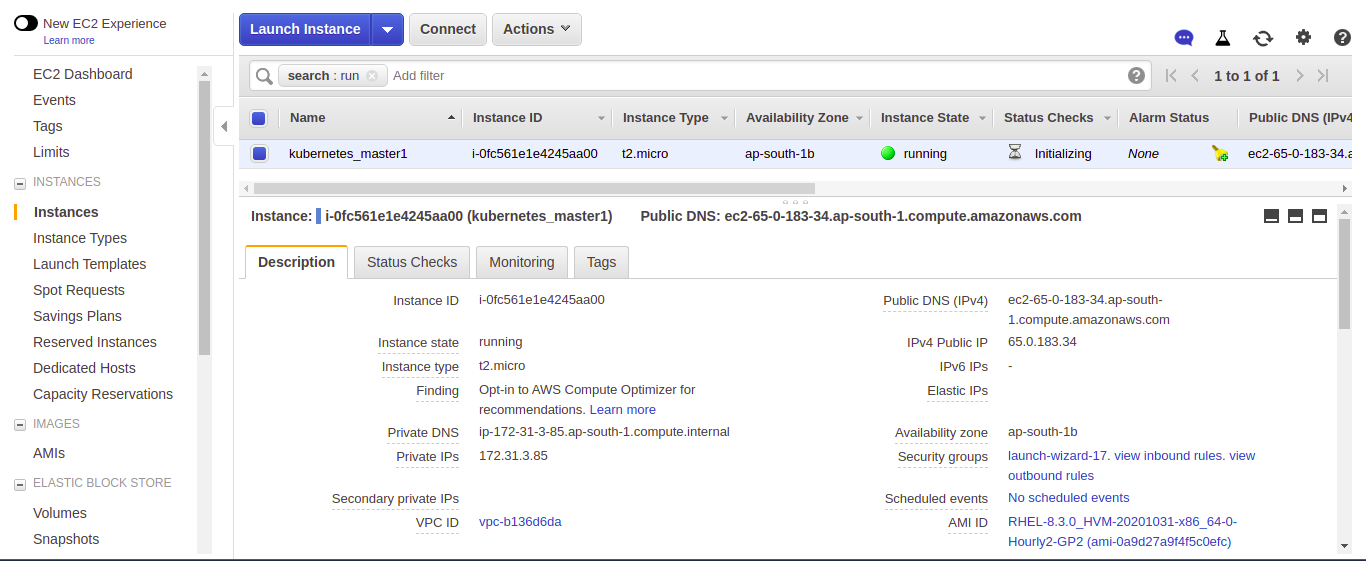 New EC2 Experience
Learn more
EC2 Dashboard
Events
Tags
Limits
INSTANCES
Instances
Instance Types
Launch Templates
Spot Requests
Savings Plans
Reserved Instances
Dedicated Hosts
Capacity Reservations
IMAGES
AMIs
ELASTIC BLOCK STORE
Volumes
Snapshots
Launch Instance Connect Actions
search : run Add filter 1 to 1 of 1
Name Instance ID Instance Type Availability Zone Instance State Status Checks Alarm Status Public DNS (IPv4
kubernetes_master1 i-0fc561e1e4245aa00 t2.micro ap-south-1b running Initializing None ec2-65-0-183-34.a
Instance: i-0fc561e1e4245aa00 (kubernetes_master1) Public DNS: ec2-65-0-183-34.ap-south-1.compute.amazonaws.com
Description Status Checks Monitoring Tags
Instance ID i-0fc561e1e4245aa00
Instance state running
Instance type t2.micro
Finding Opt-in to AWS Compute Optimizer for
recommendations. Learn more
Private DNS ip-172-31-3-85.ap-south-1.compute.internal
Private IPs 172.31.3.85
Secondary private IPs
VPC ID vpc-b136d6da
Public DNS (IPv4) ec2-65-0-183-34.ap-south-
1.compute.amazonaws.com
IPv4 Public IP 65.0.183.34
IPv6 IPs -
Elastic IPs
Availability zone ap-south-1b
Security groups launch-wizard-17. view inbound rules. view
outbound rules
Scheduled events No scheduled events
AMI ID RHEL-8.3.0_HVM-20201031-x86_64-0-
Hourly2-GP2 (ami-0a9d27a9f4f5c0efc)